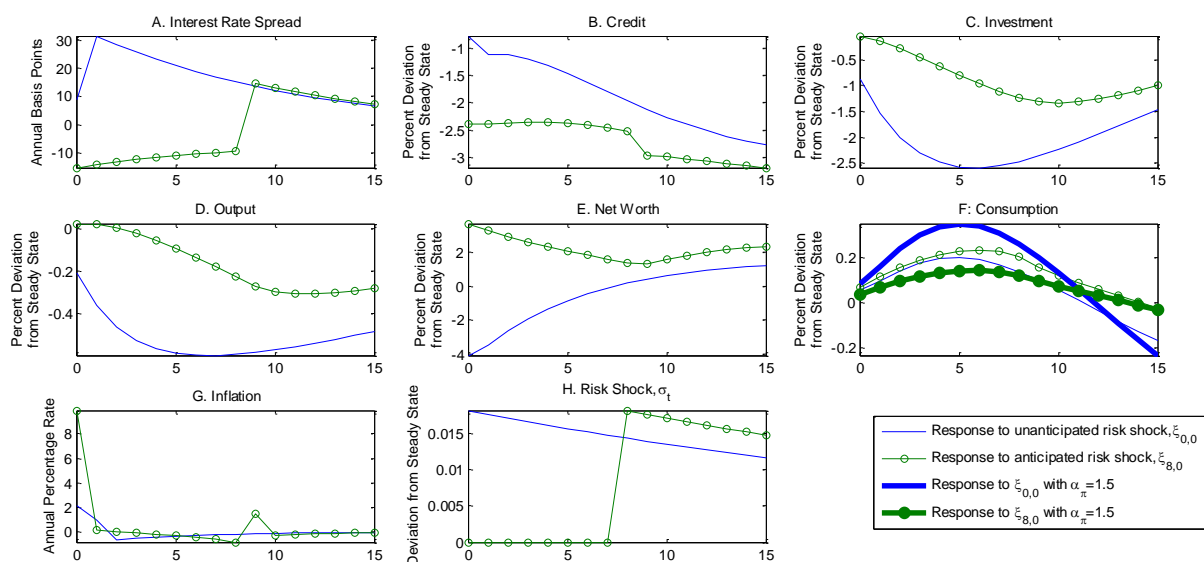 A. Interest Rate Spread
Annual Basis Points
30
20
10
0
-10
0 5 10 15
B. Credit
Percent Deviation
from Steady State
-1
-1.5
-2
-2.5
-3
0 5 10 15
C. Investment
Percent Deviation
from Steady State
-0.5
-1
-1.5
-2
-2.5
0 5 10 15
D. Output
Percent Deviation
from Steady State
0
-0.2
-0.4
0 5 10 15
E. Net Worth
Percent Deviation
from Steady State
2
0
-2
-4
0 5 10 15
F: Consumption
Percent Deviation
from Steady State
0.2
0
-0.2
0 5 10 15
G. Inflation
Annual Percentage Rate
8
6
4
2
0
0 5 10 15
H. Risk Shock, σt
Deviation from Steady State
0.015
0.01
0.005
0
0 5 10 15
Response to unanticipated risk shock, ξ0,0
Response to anticipated risk shock, ξ8,0
Response to ξ0,0 with απ=1.5
Response to ξ8,0 with απ=1.5